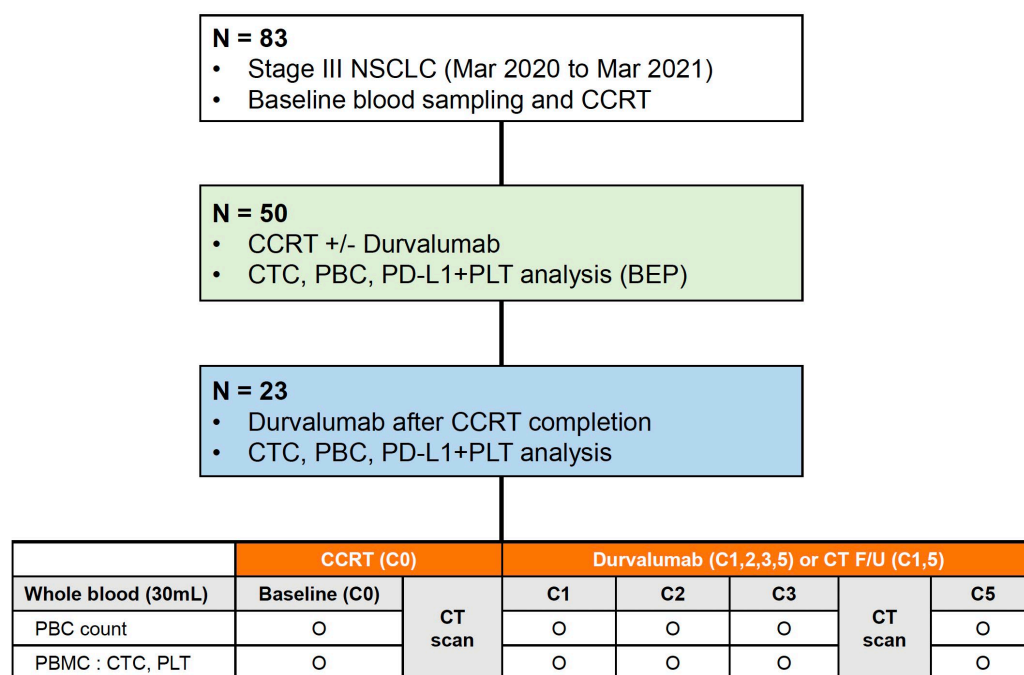 N = 83
• Stage III NSCLC (Mar 2020 to Mar 2021)
• Baseline blood sampling and CCRT
N = 50
• CCRT +/- Durvalumab
• CTC, PBC, PD-L1+PLT analysis (BEP)
N = 23
• Durvalumab after CCRT completion
• CTC, PBC, PD-L1+PLT analysis
CCRT (C0) Durvalumab (C1,2,3,5) or CT F/U (C1,5)
Whole blood (30mL) Baseline (C0) CT scan C1 C2 C3 CT scan C5
PBC count O O O O O
PBMC : CTC, PLT O O O O O